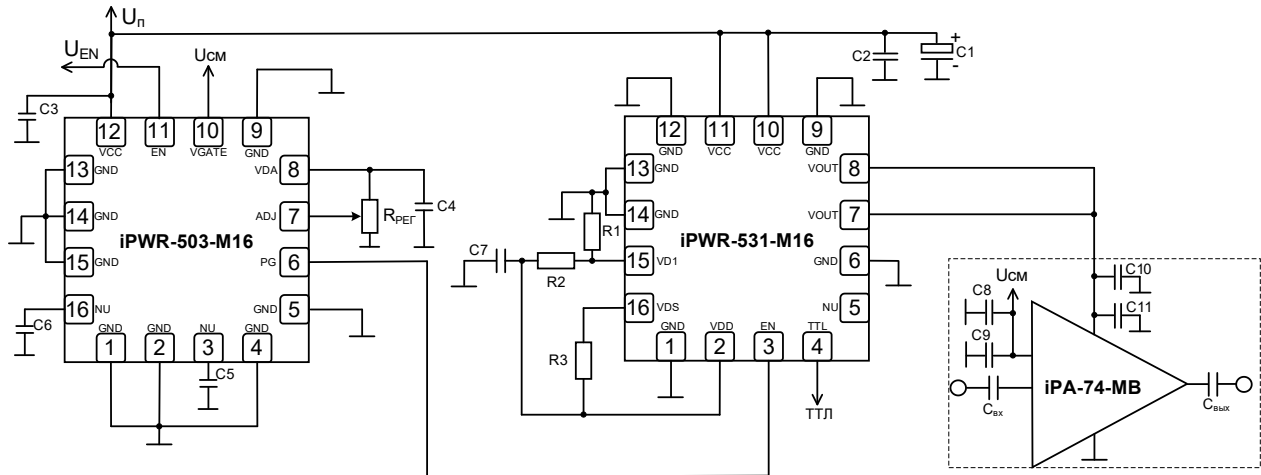 Uп
UEN
Uсм
C3
12
11
10
9
VCC
EN
VGATE
GND
13
GND
14
GND
15
GND
16
NU
VDA
8
ADJ
7
PG
6
GND
5
iPWR-503-M16
RРЕГ
C4
C6
GND
GND
NU
GND
1
2
3
4
C5
C2
+
C1
-
12
11
10
9
GND
VCC
VCC
GND
13
GND
14
GND
15
VD1
16
VDS
VOUT
8
VOUT
7
GND
6
NU
5
iPWR-531-M16
R1
C7
R2
R3
GND
VDD
EN
TTL
1
2
3
4
ТТЛ
Uсм
C8
C9
C10
C11
iPA-74-MB
Cвх
Cвых